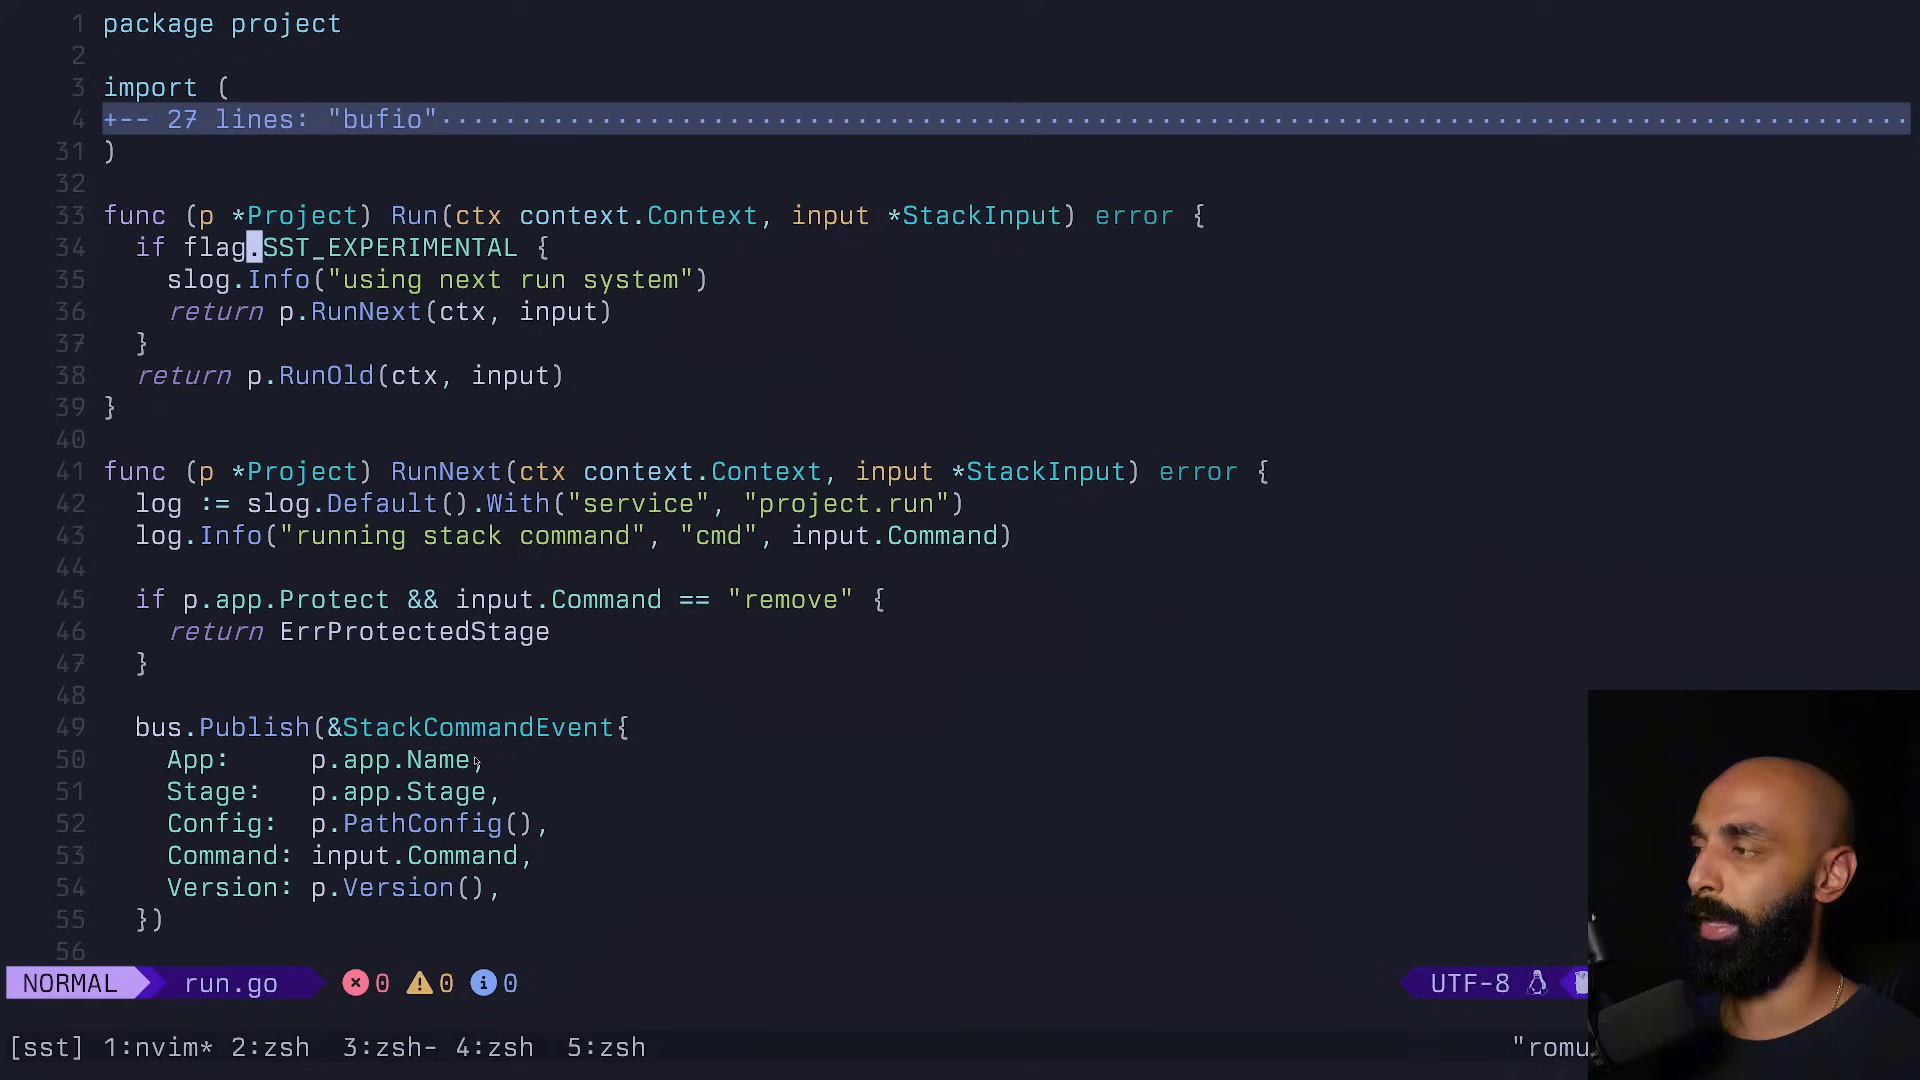 1 package project
2
3 import (
4 +-- 27 lines: "bufio"·····································································
31 )
32
33 func (p *Project) Run(ctx context.Context, input *StackInput) error {
34   if flag.SST_EXPERIMENTAL {
35     slog.Info("using next run system")
36     return p.RunNext(ctx, input)
37   }
38   return p.RunOld(ctx, input)
39 }
40
41 func (p *Project) RunNext(ctx context.Context, input *StackInput) error {
42   log := slog.Default().With("service", "project.run")
43   log.Info("running stack command", "cmd", input.Command)
44
45   if p.app.Protect && input.Command == "remove" {
46     return ErrProtectedStage
47   }
48
49   bus.Publish(&StackCommandEvent{
50     App:     p.app.Name,
51     Stage:   p.app.Stage,
52     Config:  p.PathConfig(),
53     Command: input.Command,
54     Version: p.Version(),
55   })
56
NORMAL run.go 0 0 0 UTF-8
[sst] 1:nvim* 2:zsh  3:zsh- 4:zsh  5:zsh "romu